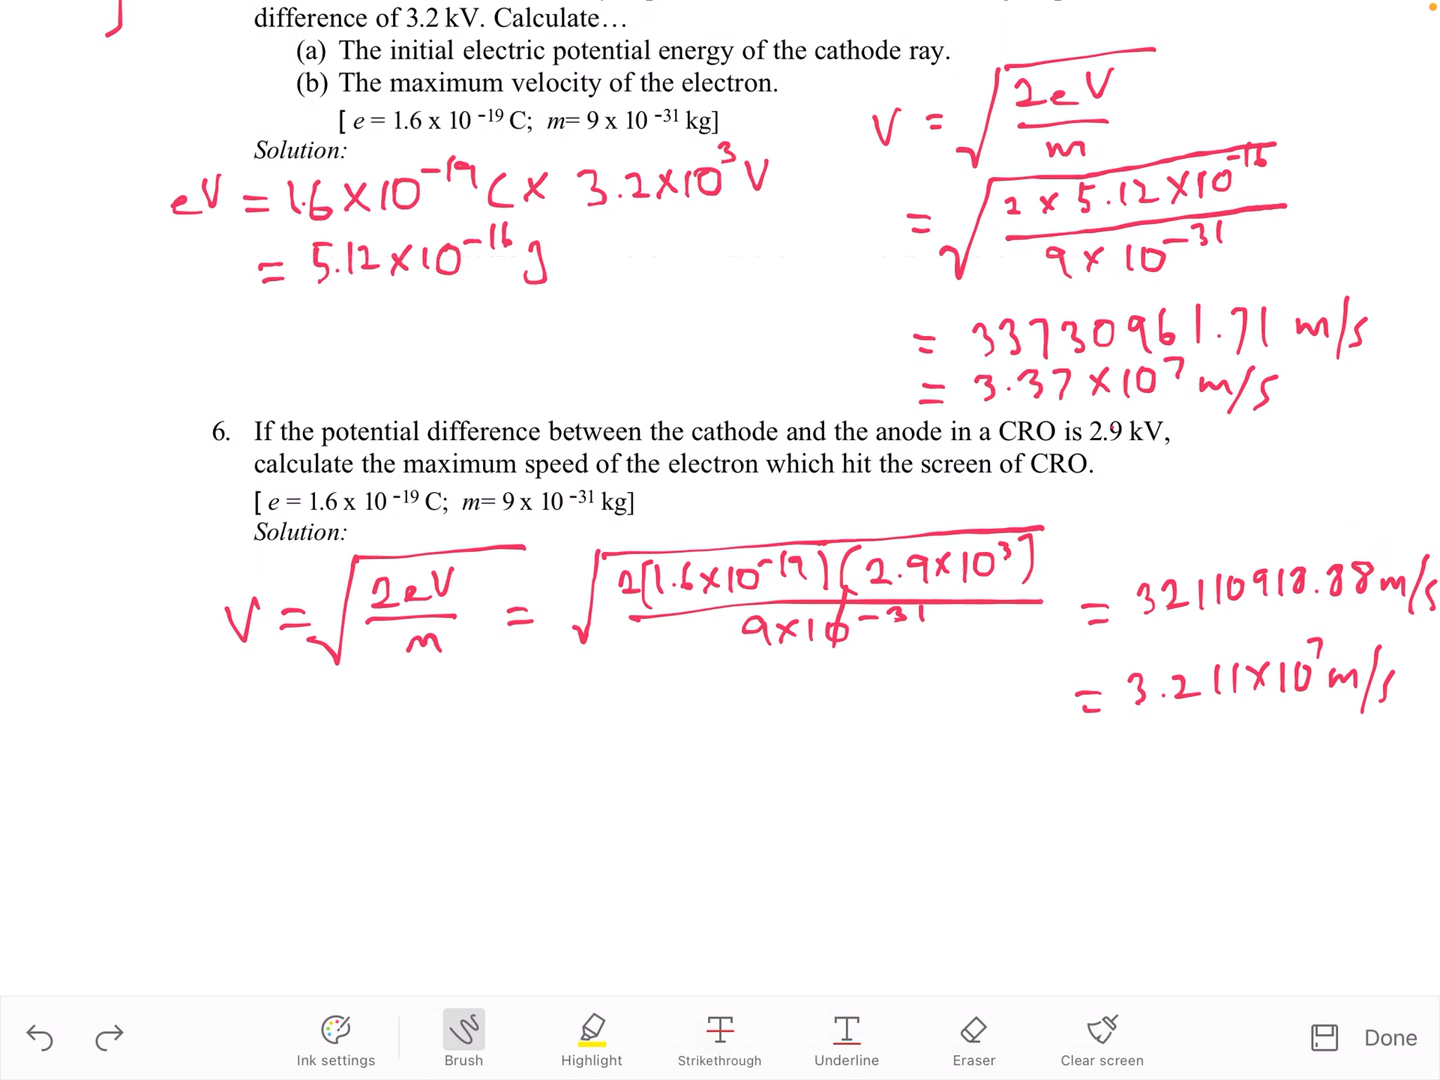 difference of 3.2 kV. Calculate…
(a) The initial electric potential energy of the cathode ray.
(b) The maximum velocity of the electron.
[ e = 1.6 x 10 ⁻¹⁹ C; m= 9 x 10 ⁻³¹ kg]
Solution:
eV = 1.6 × 10⁻¹⁹ C × 3.2 × 10³ V
= 5.12 × 10⁻¹⁶ J
V = √(2eV/m)
= √(2 × 5.12 × 10⁻¹⁶ / 9 × 10⁻³¹)
= 33730961.71 m/s
= 3.37 × 10⁷ m/s
6. If the potential difference between the cathode and the anode in a CRO is 2.9 kV,
calculate the maximum speed of the electron which hit the screen of CRO.
[ e = 1.6 x 10 ⁻¹⁹ C; m= 9 x 10 ⁻³¹ kg]
Solution:
V = √(2eV/m) = √(2(1.6×10⁻¹⁹)(2.9×10³) / 9×10⁻³¹) = 32110918.88 m/s
= 3.211×10⁷ m/s
Ink settings
Brush
Highlight
Strikethrough
Underline
Eraser
Clear screen
Done